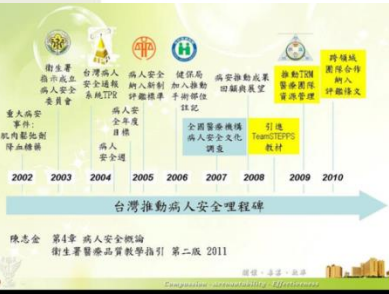 衛生署
指示成立
病人安全
委員會
台灣病人
安全通報
系統TPR
病人安全
納入新制
評鑑標準
健保局
加入推動
手術部位
註記
病安推動成果
回顧與展望
推動TRM
醫療團隊
資源管理
跨領域
團隊合作
納入
評鑑條文
重大病安
事件:
肌肉鬆弛劑
降血糖藥
病人
安全週
病人安
全年度
目標
全國醫療機構
病人安全文化
調查
引進
TeamSTEPPS
教材
2002 2003 2004 2005 2006 2007 2008 2009 2010
台灣推動病人安全哩程碑
陳志金 第4章 病人安全概論
衛生署醫療品質教學指引 第二版 2011
Compassion · Accountability · Effectiveness